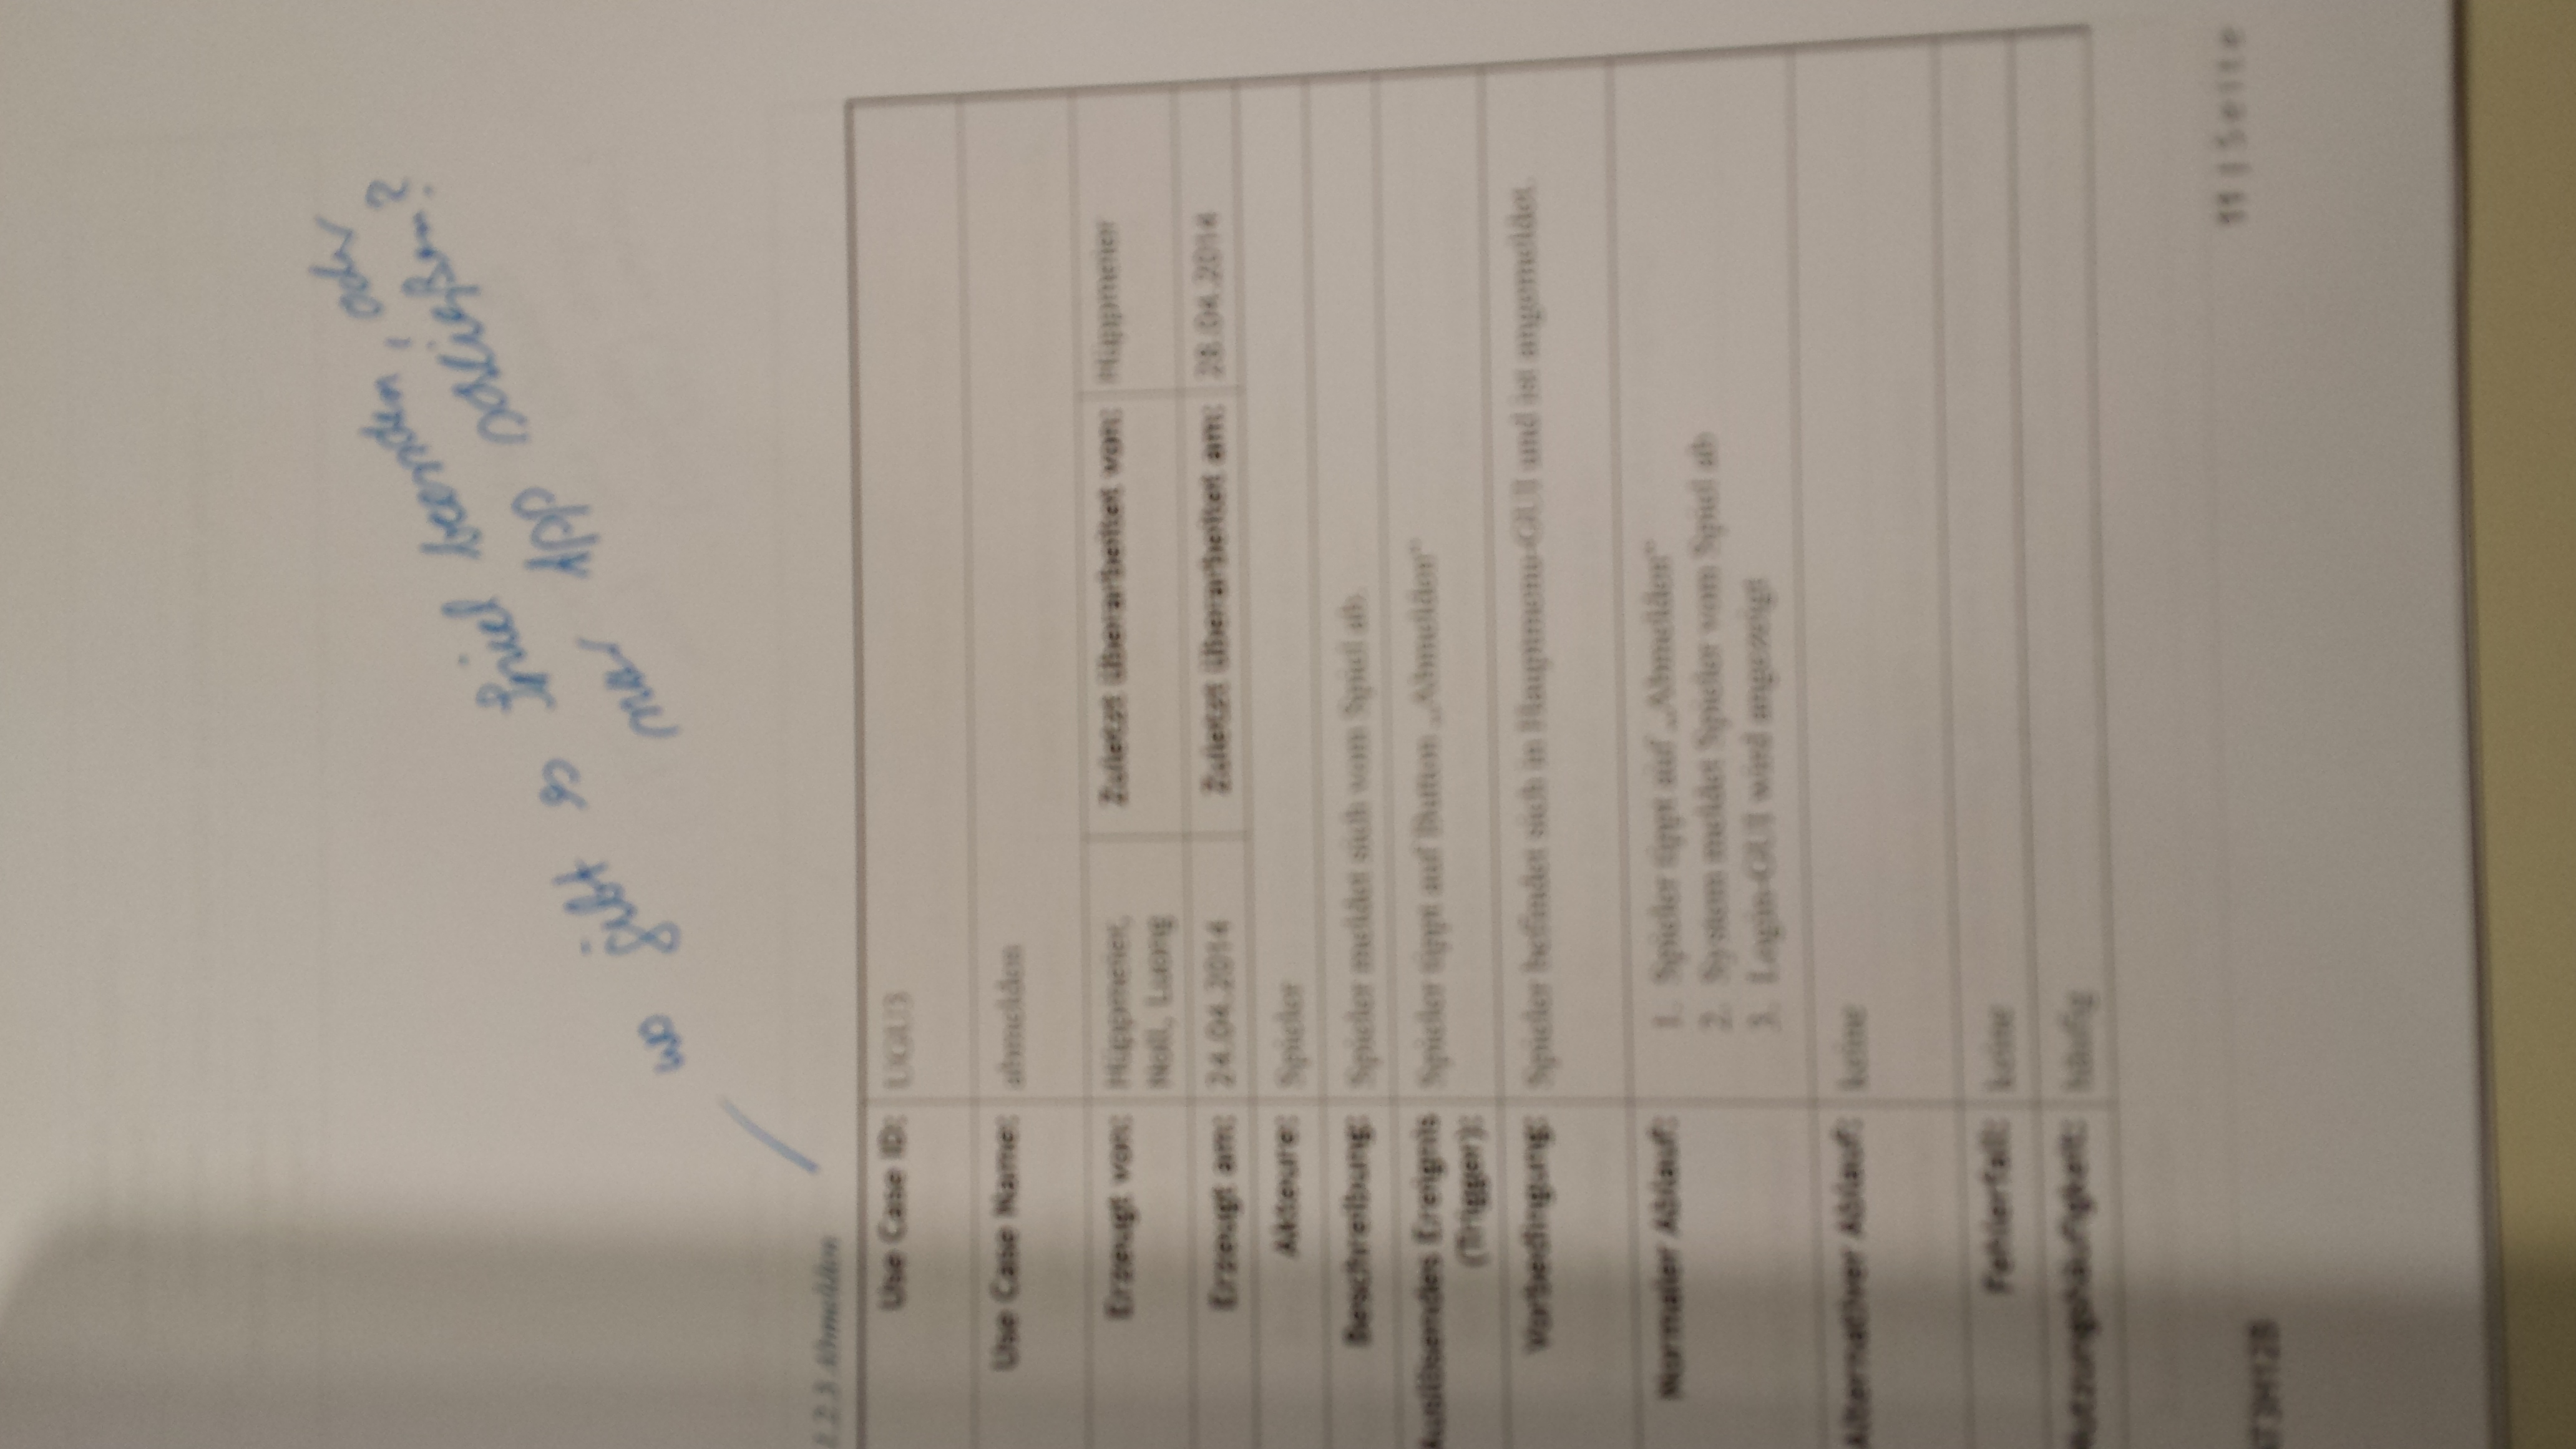 wo gibt es Spiel beenden, oder
nur App schließen?
1.2.3 Abmelden
Use Case ID: UGU3
Use Case Name: abmelden
Erzeugt von: Hüppmeier, Zuletzt überarbeitet von: Hüppmeier
Noll, Luong
Erzeugt am: 24.04.2014 Zuletzt überarbeitet am: 28.04.2014
Akteure: Spieler
Beschreibung: Spieler meldet sich vom Spiel ab.
Auslösendes Ereignis Spieler tippt auf Button „Abmelden“
(Trigger):
Vorbedingung: Spieler befindet sich in Hauptmenu-GUI und ist angemeldet.
Normaler Ablauf: 1. Spieler tippt auf „Abmelden“
2. System meldet Spieler vom Spiel ab
3. Login-GUI wird angezeigt
Alternativer Ablauf: keine
Fehlerfall: keine
Nutzungshäufigkeit: häufig
11 | Seite